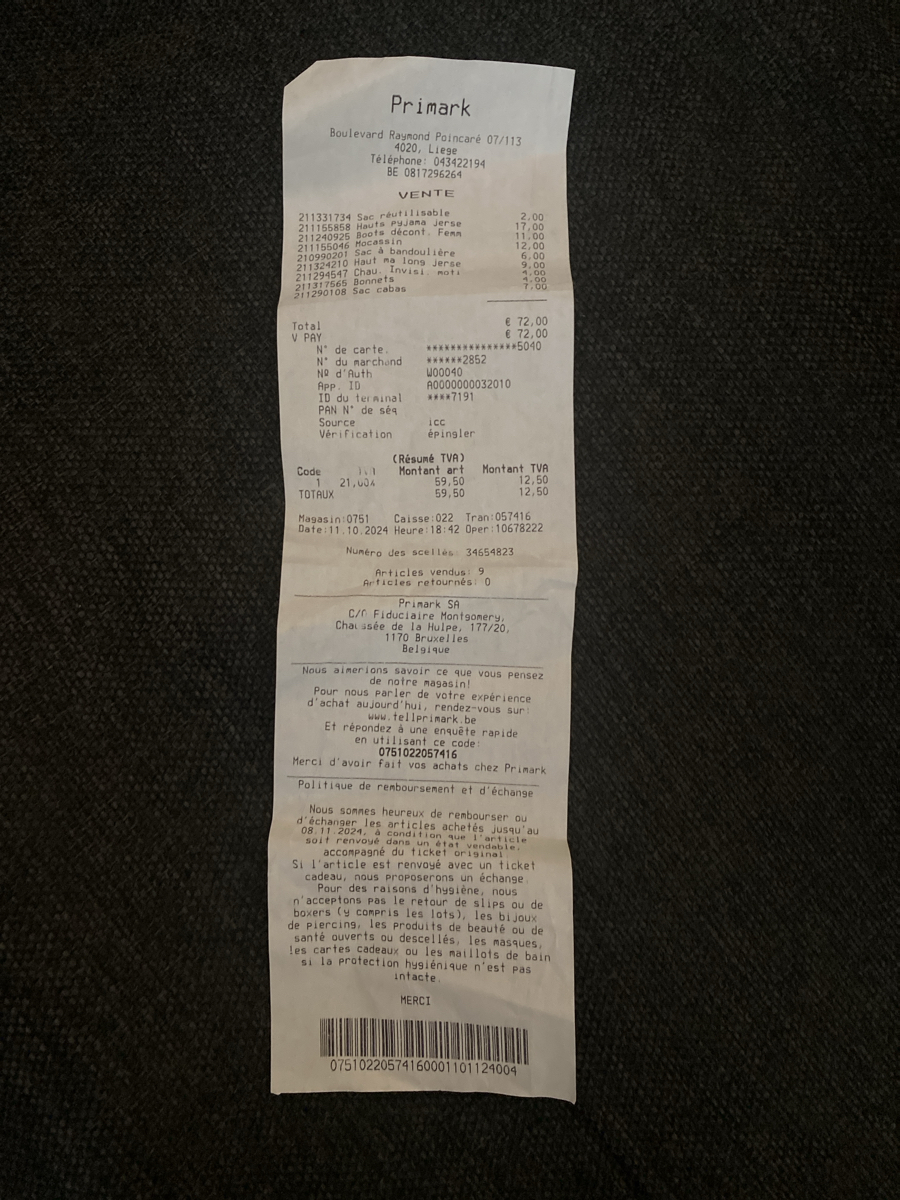 Primark
Boulevard Raymond Poincaré 07/113
4020, Liege
Téléphone: 043422194
BE 0817296264
VENTE
211331734 Sac réutilisable 2,00
211155858 Hauts pyjama jerse 17,00
211240925 Boots décont. Femm 11,00
211155046 Mocassin 12,00
210990201 Sac à bandoulière 6,00
211324210 Haut ma long jerse 9,00
211294547 Chau. Invisi. moti 4,00
211317565 Bonnets 4,00
211290108 Sac cabas 7,00
Total € 72,00
V PAY € 72,00
N° de carte. ***************5040
N° du marchand ******2852
Nº d'Auth W00040
App. ID A0000000032010
ID du terminal ****7191
PAN N° de séq
Source icc
Vérification épingler
(Résumé TVA)
Code Montant art Montant TVA
1 59,50 12,50
TOTAUX 59,50 12,50
Magasin:0751 Caisse:022 Tran:057416
Date:11.10.2024 Heure:18:42 Oper:10678222
Numéro des scellés: 34654823
Articles vendus: 9
Articles retournés: 0
Primark SA
C/O Fiduciaire Montgomery,
Chaussée de la Hulpe, 177/20,
1170 Bruxelles
Belgique
Nous aimerions savoir ce que vous pensez
de notre magasin!
Pour nous parler de votre expérience
d'achat aujourd'hui, rendez-vous sur:
www.tellprimark.be
Et répondez à une enquête rapide
en utilisant ce code:
0751022057416
Merci d'avoir fait vos achats chez Primark
Politique de remboursement et d'échange
Nous sommes heureux de rembourser ou
d'échanger les articles achetés jusqu'au
08.11.2024, à condition que l'article
soit renvoyé dans un état vendable,
accompagné du ticket original.
Si l'article est renvoyé avec un ticket
cadeau, nous proposerons un échange.
Pour des raisons d'hygiène, nous
n'acceptons pas le retour de slips ou de
boxers (y compris les lots), les bijoux
de piercing, les produits de beauté ou de
santé ouverts ou descellés, les masques,
les cartes cadeaux ou les maillots de bain
si la protection hygiénique n'est pas
intacte.
MERCI
075102205741600011011240​04